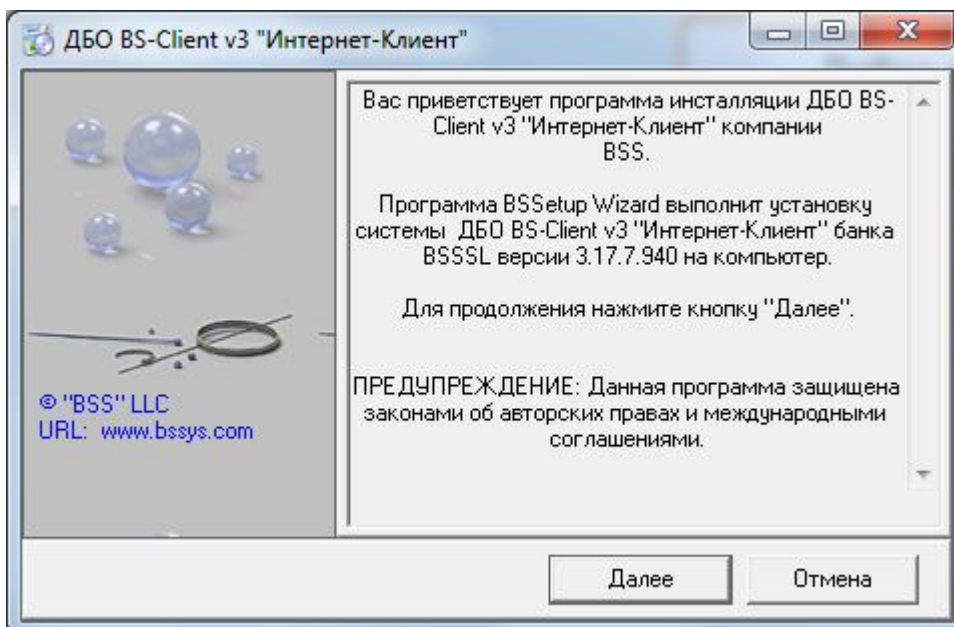 ДБО BS-Client v3 "Интернет-Клиент"
Вас приветствует программа инсталляции ДБО BS-
Client v3 "Интернет-Клиент" компании
BSS.
Программа BSSetup Wizard выполнит установку
системы ДБО BS-Client v3 "Интернет-Клиент" банка
BSSSL версии 3.17.7.940 на компьютер.
Для продолжения нажмите кнопку "Далее".
ПРЕДУПРЕЖДЕНИЕ: Данная программа защищена
законами об авторских правах и международными
соглашениями.
© "BSS" LLC
URL: www.bssys.com
Далее
Отмена